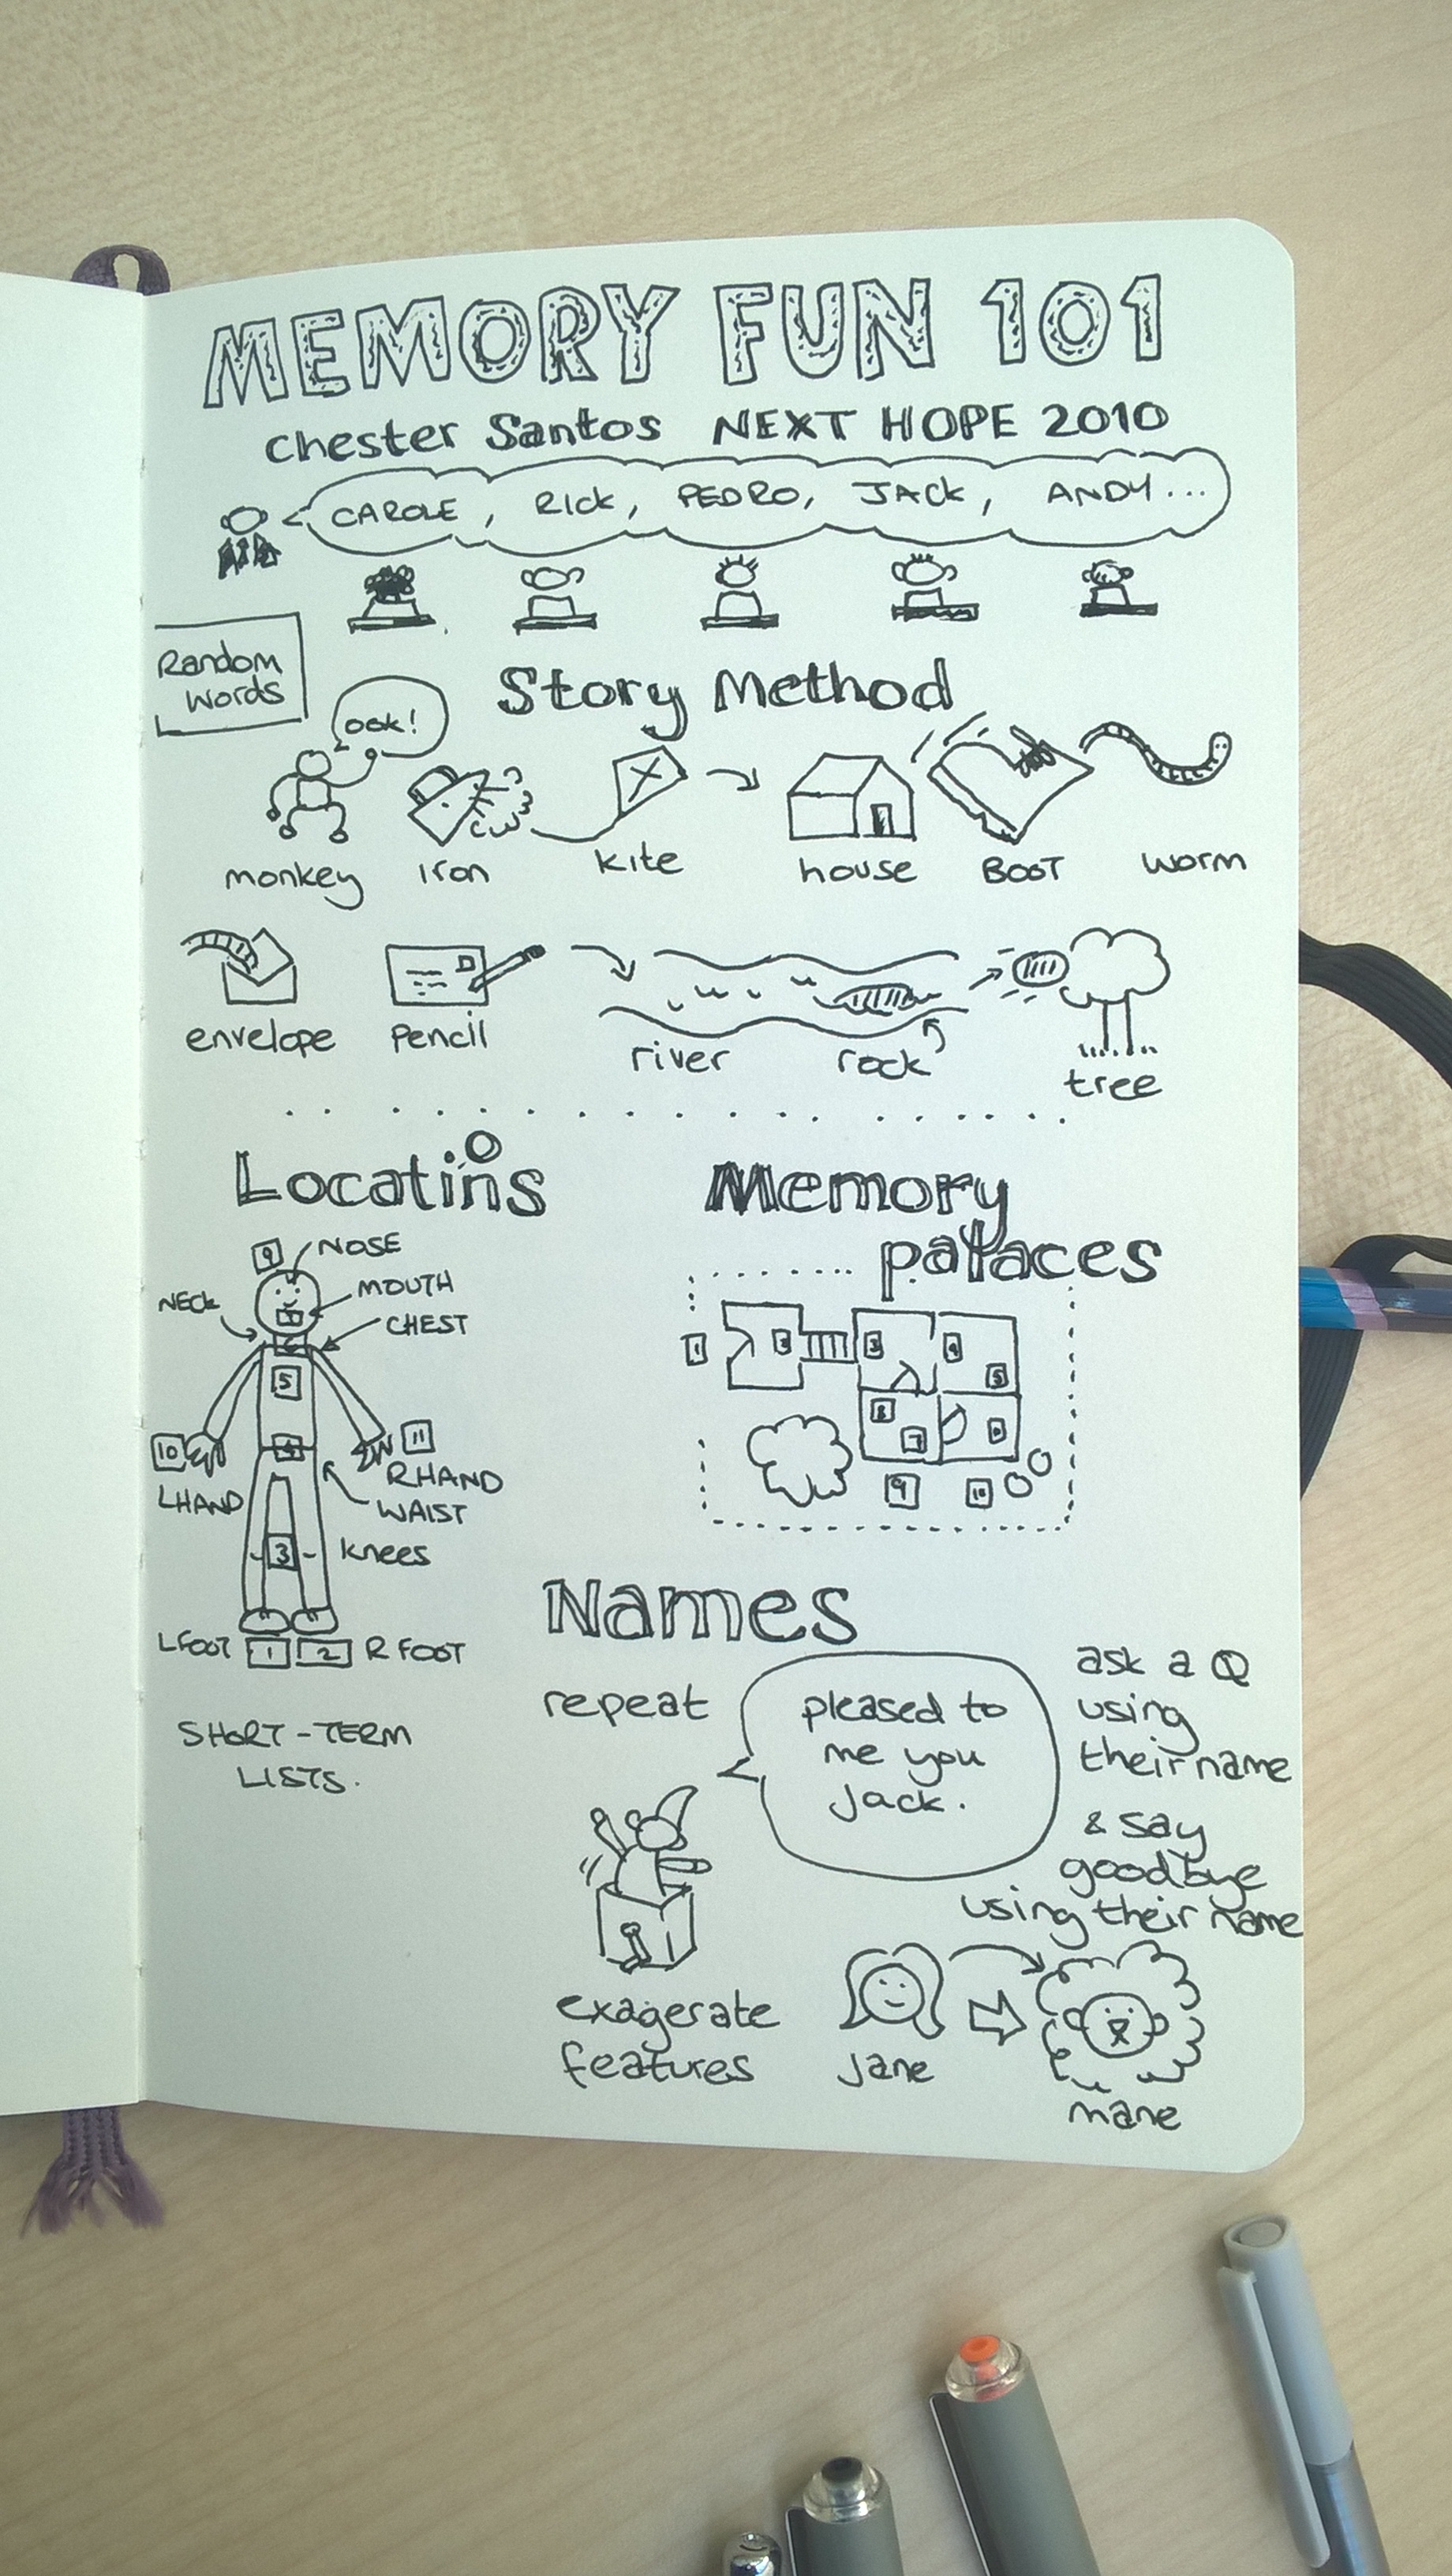 MEMORY FUN 101
Chester Santos NEXT HOPE 2010
CAROLE, RICK, PEDRO, JACK, ANDY...
Random
words
Story Method
ook!
monkey iron kite house BOOT worm
envelope pencil river rock tree
Locatins
o
9 NOSE
NECK MOUTH
CHEST
5
10 11
LHAND RHAND
4
WAIST
3 knees
LFOOT 1 2 R FOOT
SHORT-TERM
LISTS.
Memory
palaces
1 2 3 4
5
8
7 6
9 10
Names
repeat
pleased to
me you
Jack.
ask a Q
using
their name
& say
goodbye
using their name
exagerate
features
Jane
mane